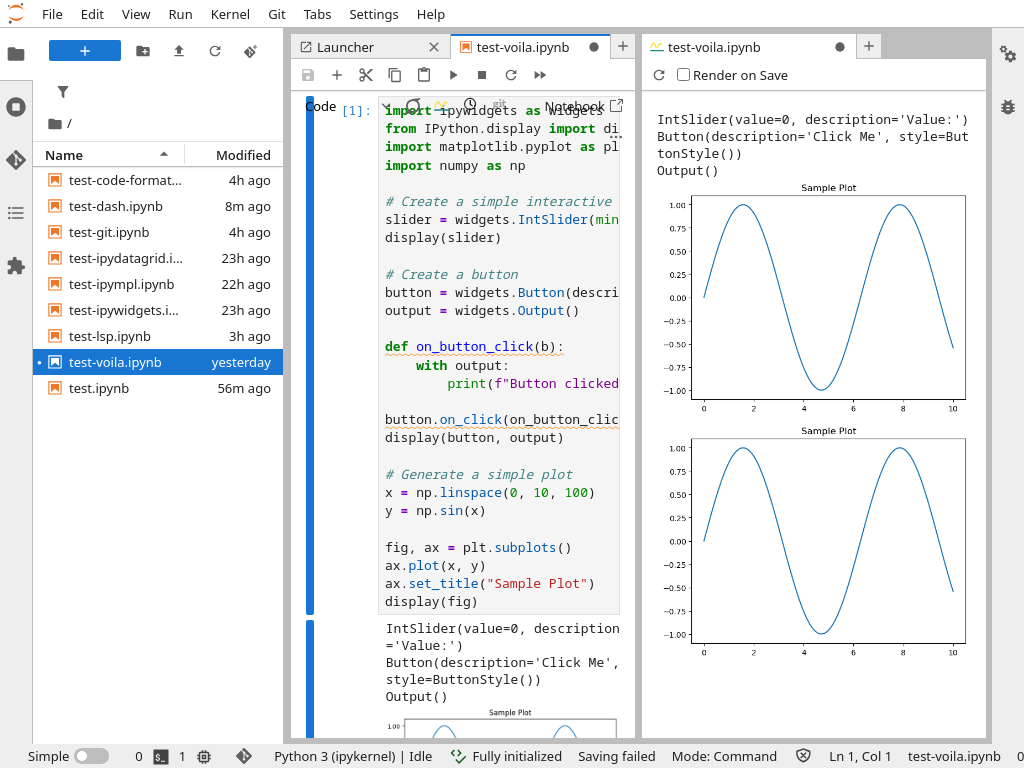 File Edit View Run Kernel Git Tabs Settings Help
Launcher
test-voila.ipynb
test-voila.ipynb
Render on Save
/
Name Modified
test-code-format... 4h ago
test-dash.ipynb 8m ago
test-git.ipynb 4h ago
test-ipydatagrid.i... 23h ago
test-ipympl.ipynb 22h ago
test-ipywidgets.i... 23h ago
test-lsp.ipynb 3h ago
test-voila.ipynb yesterday
test.ipynb 56m ago
Code git Notebook
[1]:
import ipywidgets as widgets
from IPython.display import di
import matplotlib.pyplot as pl
import numpy as np
# Create a simple interactive
slider = widgets.IntSlider(min
display(slider)
# Create a button
button = widgets.Button(descri
output = widgets.Output()
def on_button_click(b):
with output:
print(f"Button clicked
button.on_click(on_button_clic
display(button, output)
# Generate a simple plot
x = np.linspace(0, 10, 100)
y = np.sin(x)
fig, ax = plt.subplots()
ax.plot(x, y)
ax.set_title("Sample Plot")
display(fig)
IntSlider(value=0, description
='Value:')
Button(description='Click Me',
style=ButtonStyle())
Output()
Sample Plot
1.00
IntSlider(value=0, description='Value:')
Button(description='Click Me', style=But
tonStyle())
Output()
Sample Plot
1.00
0.75
0.50
0.25
0.00
−0.25
−0.50
−0.75
−1.00
0 2 4 6 8 10
Sample Plot
1.00
0.75
0.50
0.25
0.00
−0.25
−0.50
−0.75
−1.00
0 2 4 6 8 10
Simple 0 1 Python 3 (ipykernel) | Idle Fully initialized Saving failed Mode: Command Ln 1, Col 1 test-voila.ipynb 0